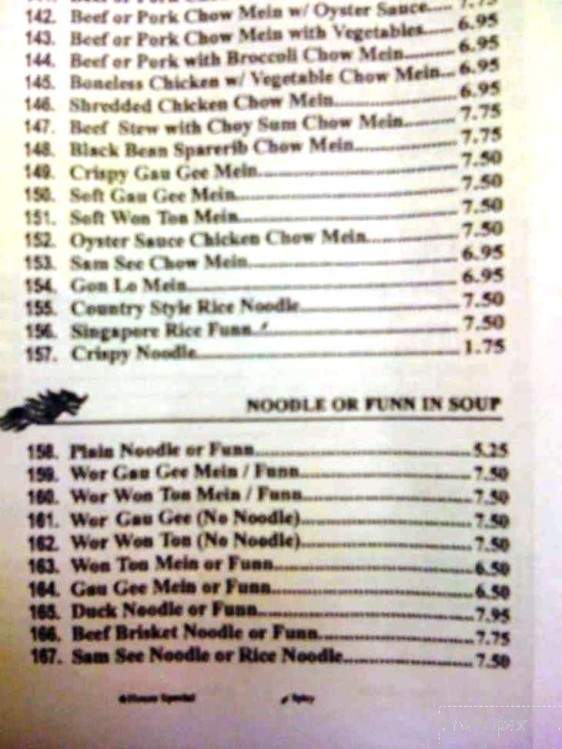 142. Beef or Pork Chow Mein w/ Oyster Sauce..... 7.75
143. Beef or Pork Chow Mein with Vegetables...... 6.95
144. Beef or Pork with Broccoli Chow Mein........... 6.95
145. Boneless Chicken w/ Vegetable Chow Mein... 6.95
146. Shredded Chicken Chow Mein........................ 6.95
147. Beef Stew with Choy Sum Chow Mein........... 7.75
148. Black Bean Sparerib Chow Mein.................... 7.75
149. Crispy Gau Gee Mein................................... 7.50
150. Soft Gau Gee Mein....................................... 7.50
151. Soft Won Ton Mein...................................... 7.50
152. Oyster Sauce Chicken Chow Mein................. 7.50
153. Sam See Chow Mein.................................... 6.95
154. Gon Lo Mein............................................... 6.95
155. Country Style Rice Noodle............................ 7.50
156. Singapore Rice Funn.................................... 7.50
157. Crispy Noodle............................................. 1.75
NOODLE OR FUNN IN SOUP
158. Plain Noodle or Funn................................... 5.25
159. Wor Gau Gee Mein / Funn........................... 7.50
160. Wor Won Ton Mein / Funn........................... 7.50
161. Wor Gau Gee (No Noodle)........................... 7.50
162. Wor Won Ton (No Noodle)........................... 7.50
163. Won Ton Mein or Funn................................ 6.50
164. Gau Gee Mein or Funn................................ 6.50
165. Duck Noodle or Funn................................... 7.95
166. Beef Brisket Noodle or Funn......................... 7.75
167. Sam See Noodle or Rice Noodle..................... 7.50
House Special Spicy